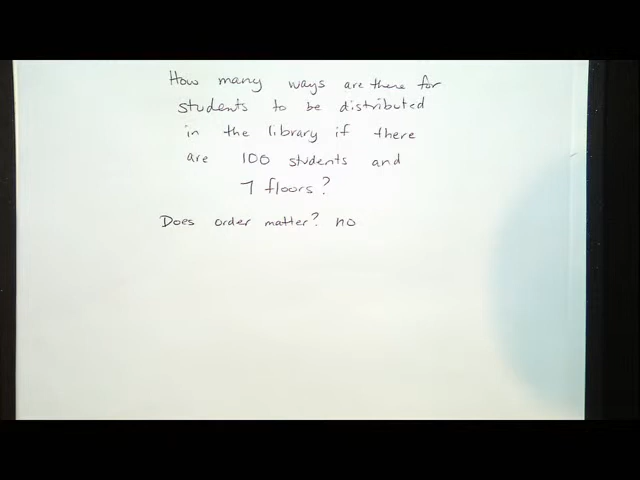 How many ways are there for
students to be distributed
in the library if there
are 100 students and
7 floors?
Does order matter? no